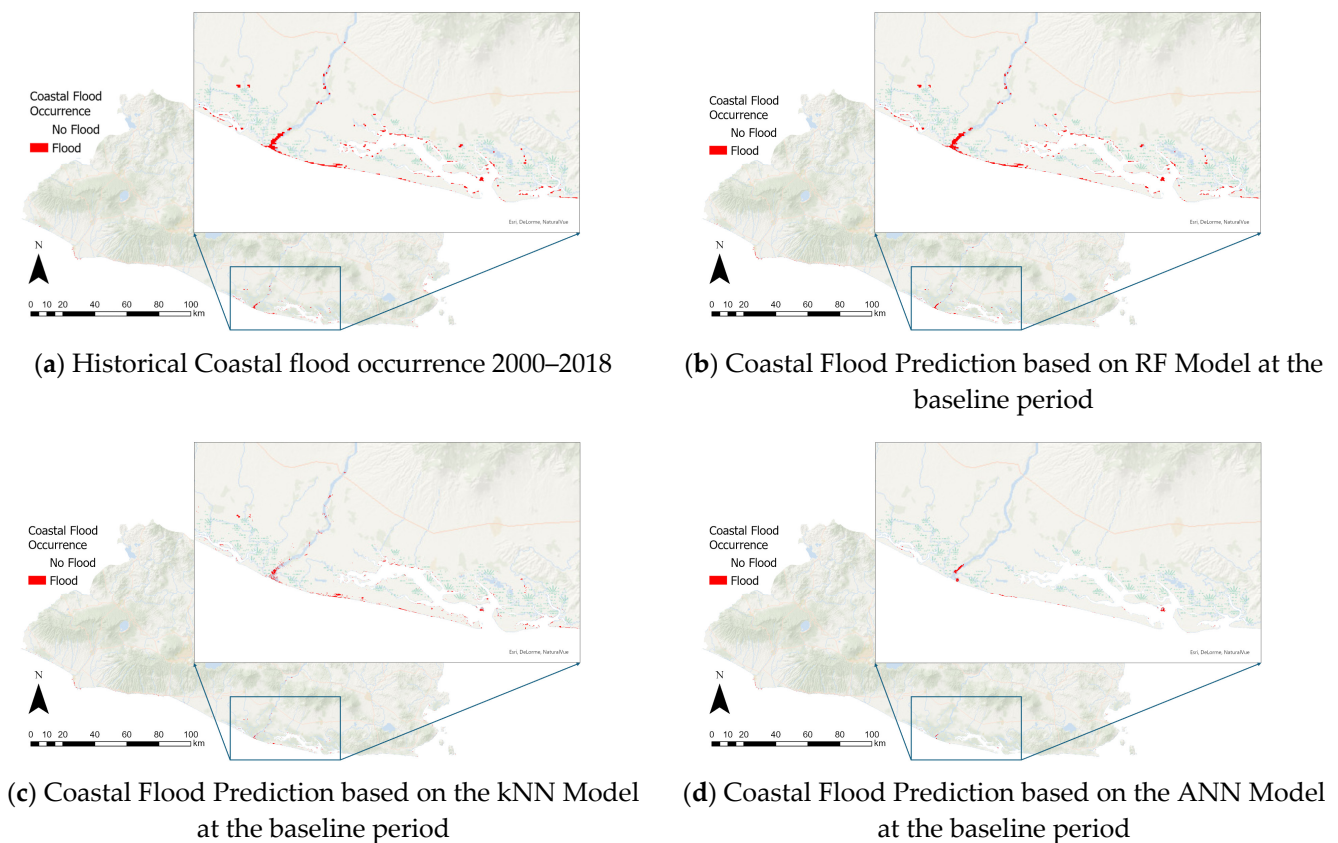 Coastal Flood
Occurrence
No Flood
Flood
Esri, DeLorme, NaturalVue
N
0 10 20 40 60 80 100
km
(a) Historical Coastal flood occurrence 2000–2018
Coastal Flood
Occurrence
No Flood
Flood
Esri, DeLorme, NaturalVue
N
0 10 20 40 60 80 100
km
(b) Coastal Flood Prediction based on RF Model at the
baseline period
Coastal Flood
Occurrence
No Flood
Flood
Esri, DeLorme, NaturalVue
N
0 10 20 40 60 80 100
km
(c) Coastal Flood Prediction based on the kNN Model
at the baseline period
Coastal Flood
Occurrence
No Flood
Flood
Esri, DeLorme, NaturalVue
N
0 10 20 40 60 80 100
km
(d) Coastal Flood Prediction based on the ANN Model
at the baseline period